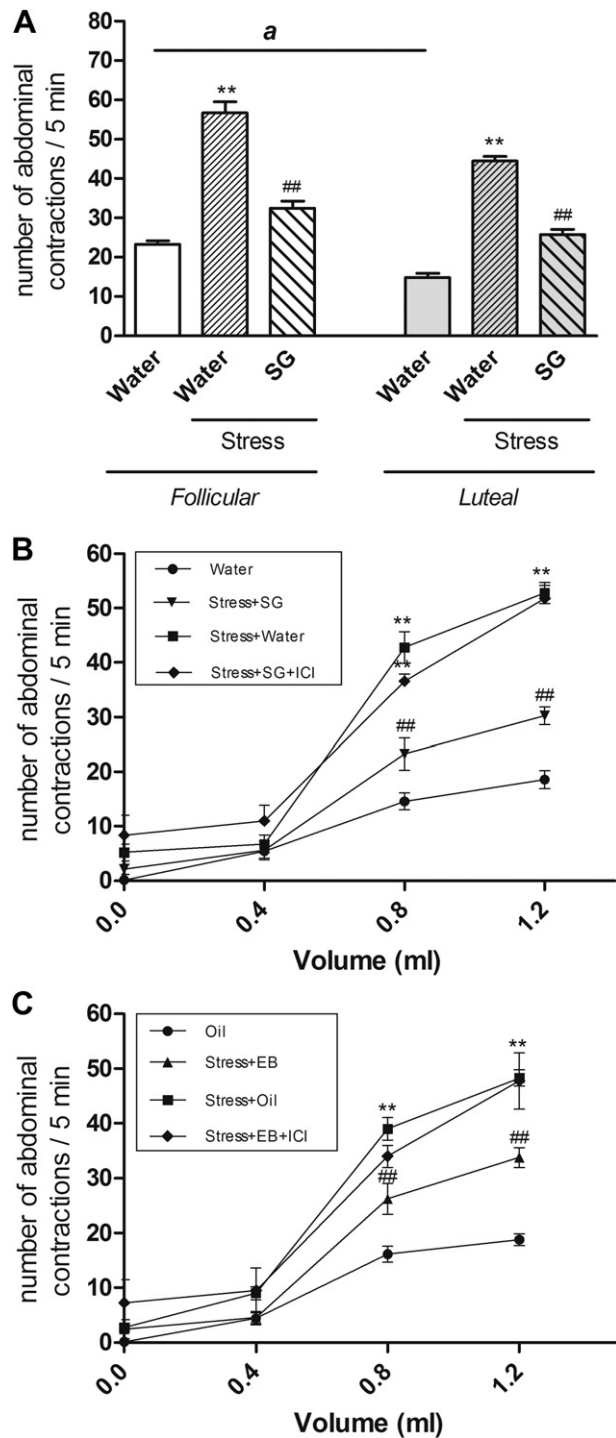 A
number of abdominal
contractions / 5 min
80
70
60
50
40
30
20
10
0
a
**
##
**
##
Water
Water
SG
Water
Water
SG
Stress
Stress
Follicular
Luteal
B
number of abdominal
contractions / 5 min
60
50
40
30
20
10
0
Water
Stress+SG
Stress+Water
Stress+SG+ICI
**
**
**
##
##
0.0
0.4
0.8
1.2
Volume (ml)
C
number of abdominal
contractions / 5 min
60
50
40
30
20
10
0
Oil
Stress+EB
Stress+Oil
Stress+EB+ICI
**
**
##
##
0.0
0.4
0.8
1.2
Volume (ml)